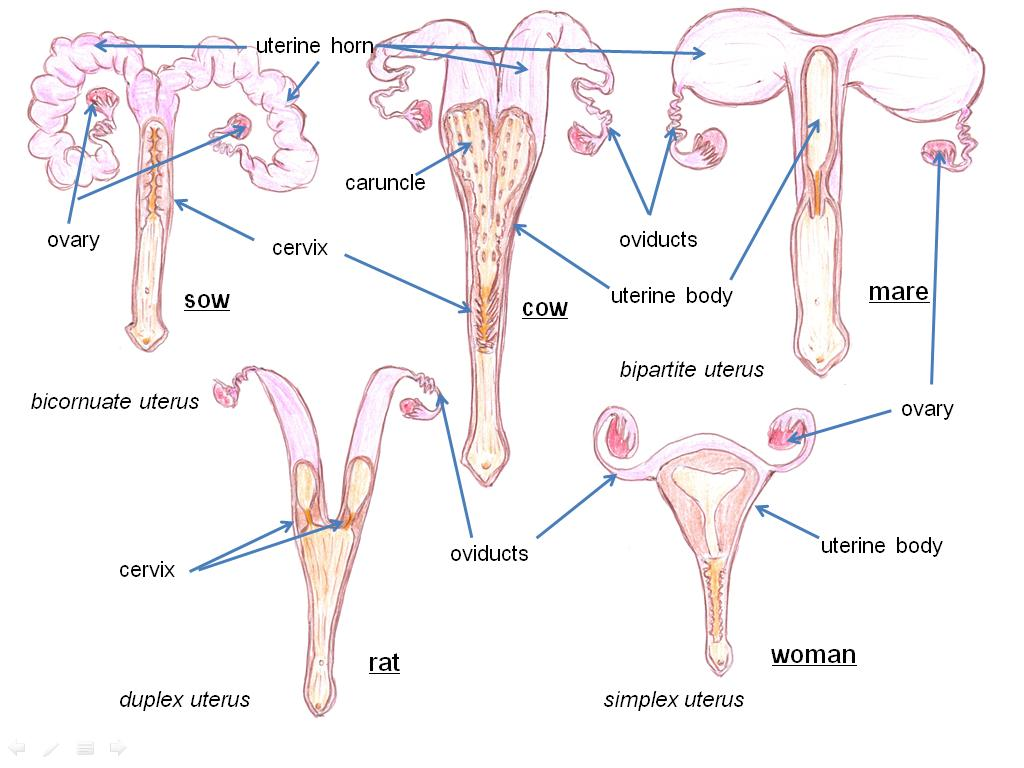 uterine horn
caruncle
ovary
cervix
oviducts
uterine body
sow
cow
mare
bipartite uterus
bicornuate uterus
ovary
oviducts
uterine body
cervix
rat
woman
duplex uterus
simplex uterus